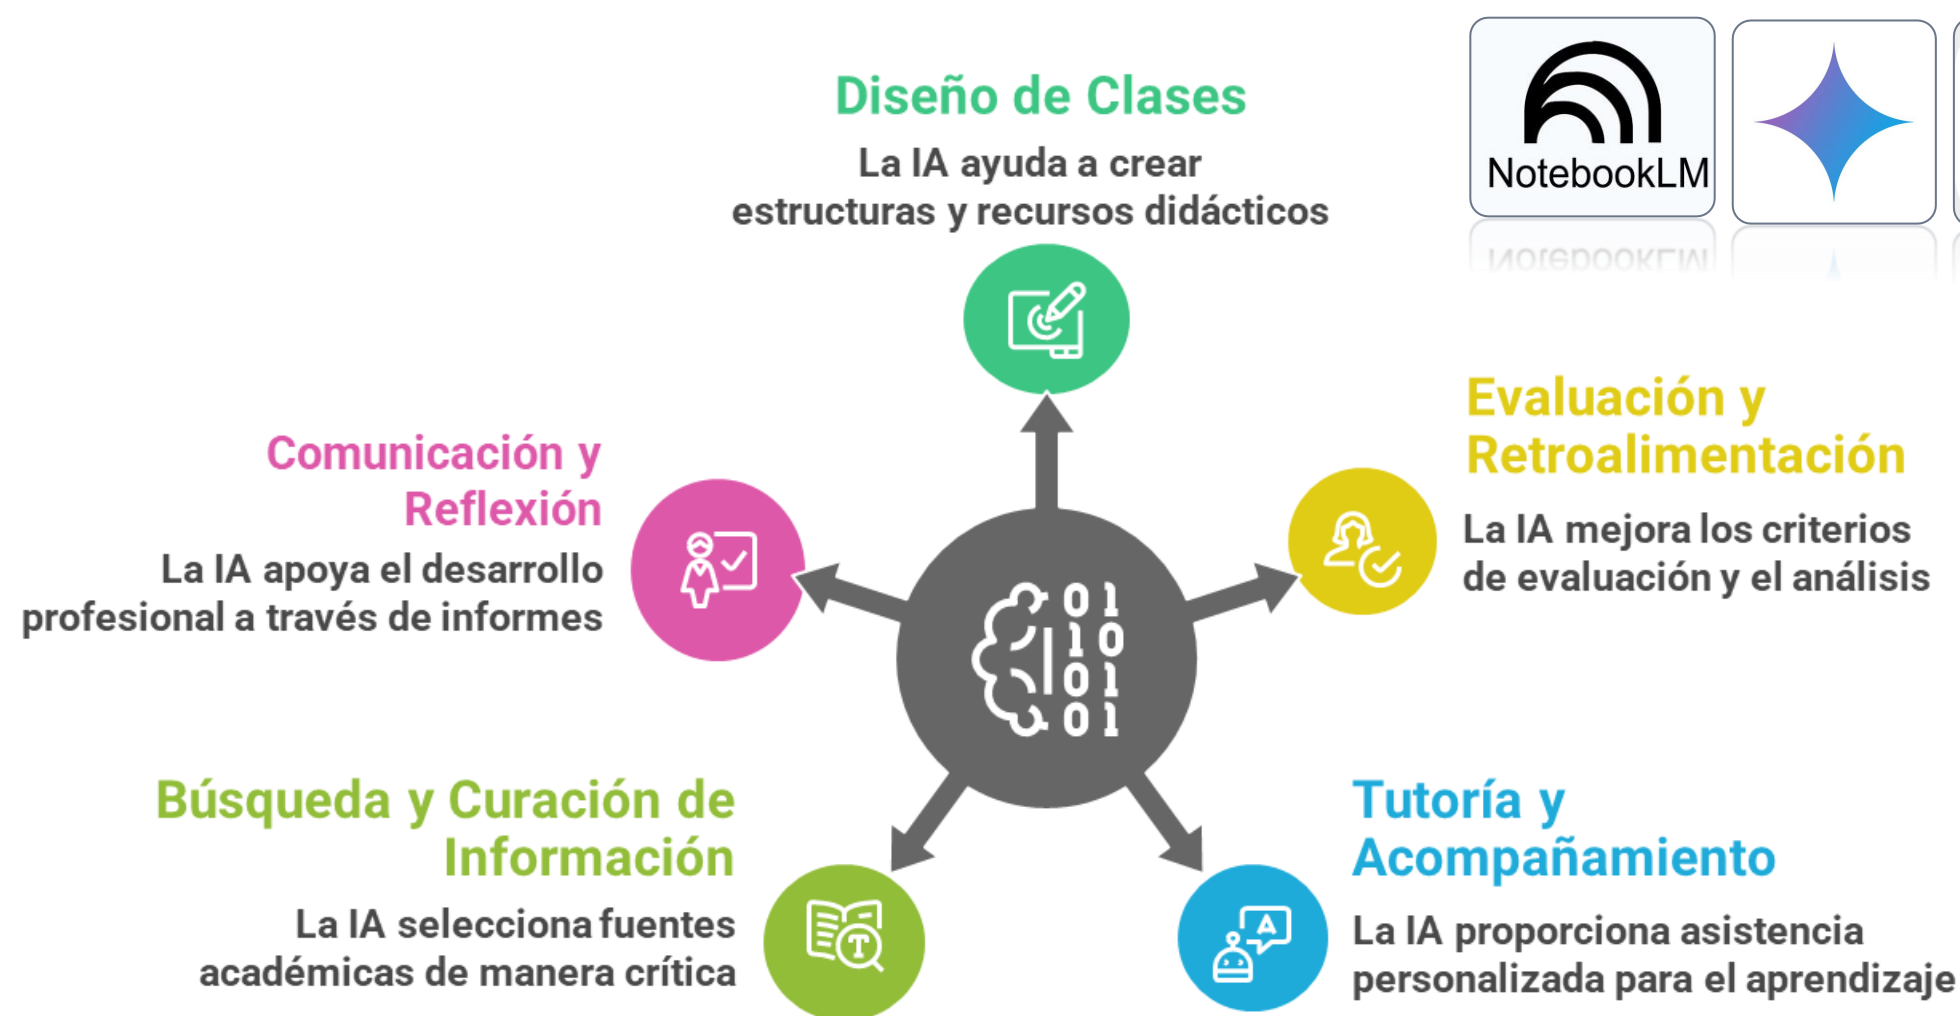 Diseño de Clases
La IA ayuda a crear
estructuras y recursos didácticos
NotebookLM
Evaluación y
Retroalimentación
La IA mejora los criterios
de evaluación y el análisis
Comunicación y
Reflexión
La IA apoya el desarrollo
profesional a través de informes
0 1
1 0
0 1
0 1
Búsqueda y Curación de
Información
La IA selecciona fuentes
académicas de manera crítica
T
Tutoría y
Acompañamiento
La IA proporciona asistencia
personalizada para el aprendizaje
A